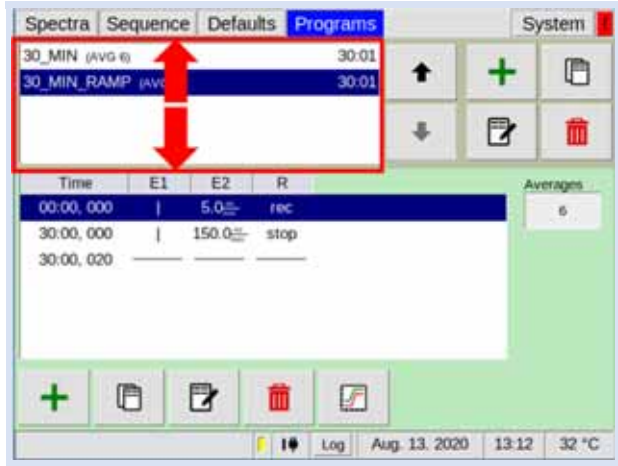 Spectra Sequence Defaults Programs System
30_MIN (AVG 6) 30:01
30_MIN_RAMP 30:01
Time E1 E2 R Averages
00:00, 000 | 5.0 rec 6
30:00, 000 | 150.0 stop
30:00, 020
Log Aug. 13. 2020 13:12 32 °C